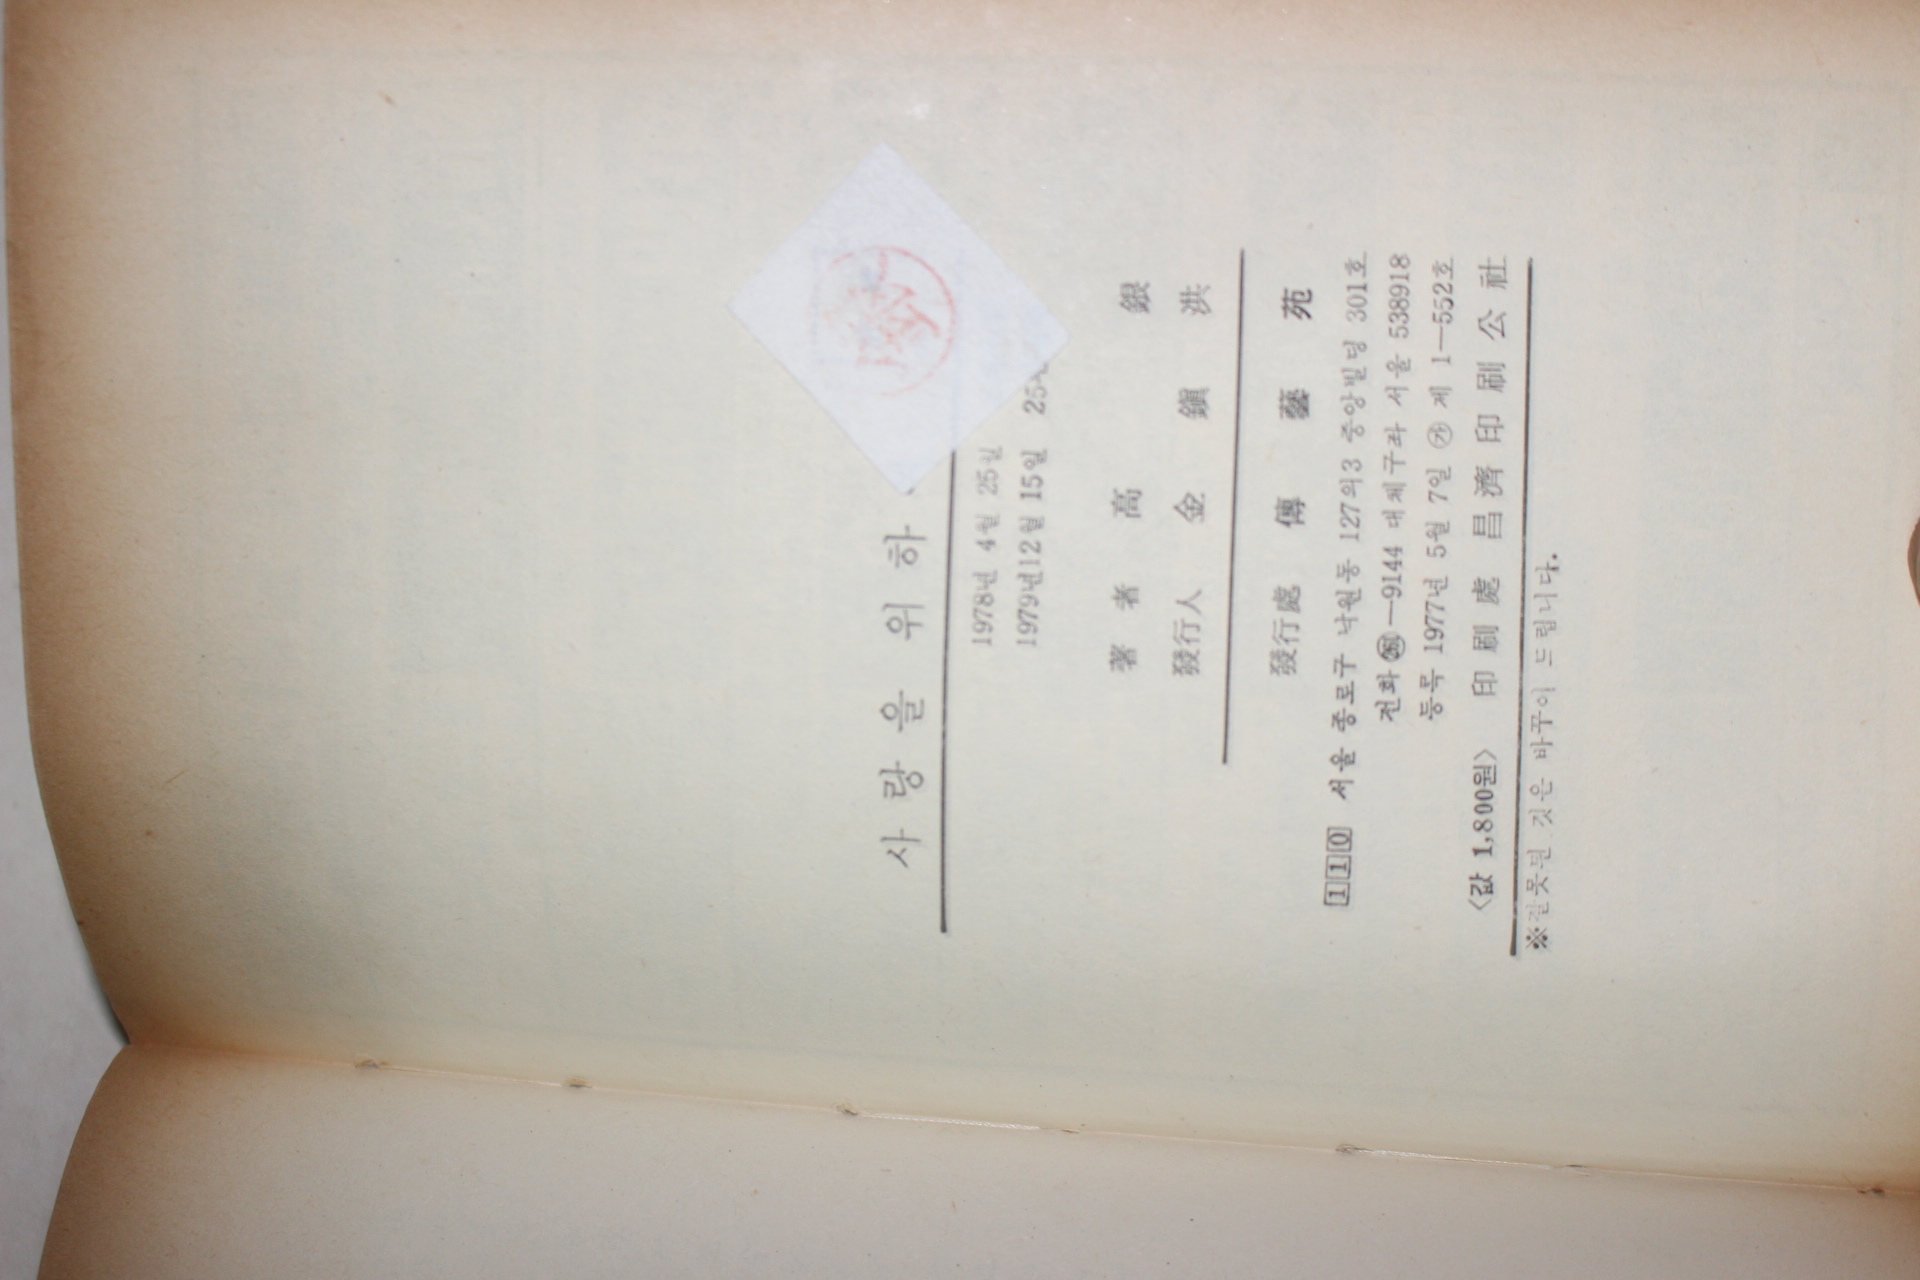 사랑을 위하
1978년 4월 25일
1979년12월 15일 25
著者 高銀
發行人 金鎭洪
發行處 傳藝苑
110 서울 종로구 낙원동 127의3 중앙빌딩 301호
전화 —9144 대체구좌 서울 538918
등록 1977년 5월 7일 ㉮ 제 1—552호
〈값 1,800원〉 印刷處 昌濟印刷公社
※잘못된 것은 바꾸어 드립니다.